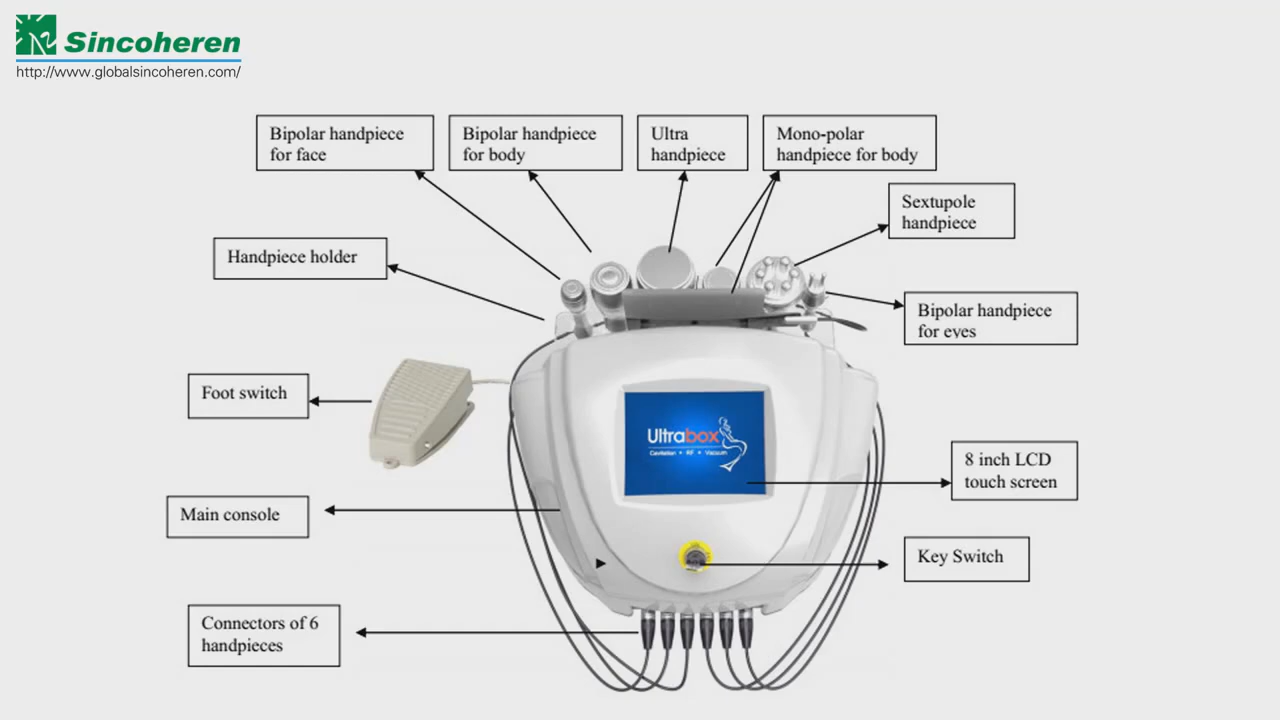 Sincoheren
http://www.globalsincoheren.com/
Bipolar handpiece
for face
Bipolar handpiece
for body
Ultra
handpiece
Mono-polar
handpiece for body
Sextupole
handpiece
Handpiece holder
Bipolar handpiece
for eyes
Foot switch
Ultrabox
Cavitation • RF • Vacuum
8 inch LCD
touch screen
Main console
Key Switch
Connectors of 6
handpieces